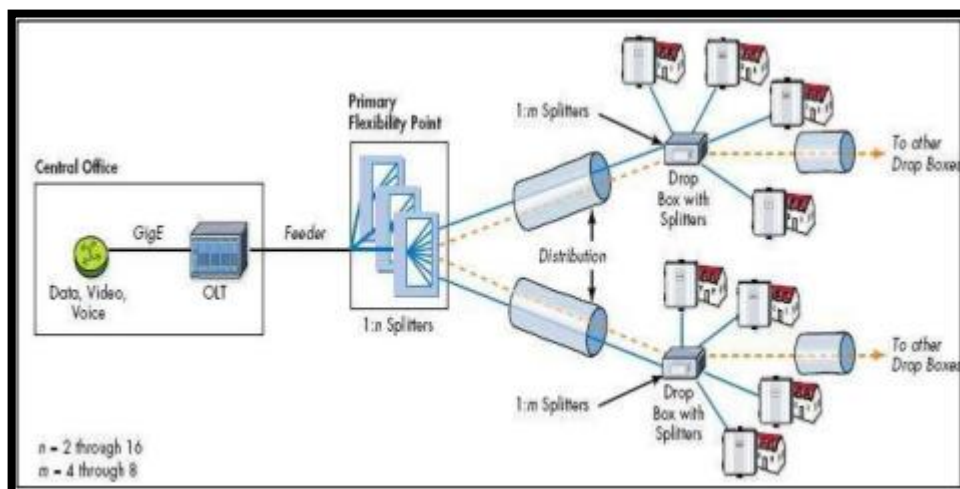 Central Office
GigE
Data, Video,
Voice
OLT
Feeder
Primary
Flexibility Point
1:n Splitters
Distribution
1:m Splitters
Drop
Box with
Splitters
To other
Drop Boxes
1:m Splitters
Drop
Box with
Splitters
To other
Drop Boxes
n = 2 through 16
m = 4 through 8